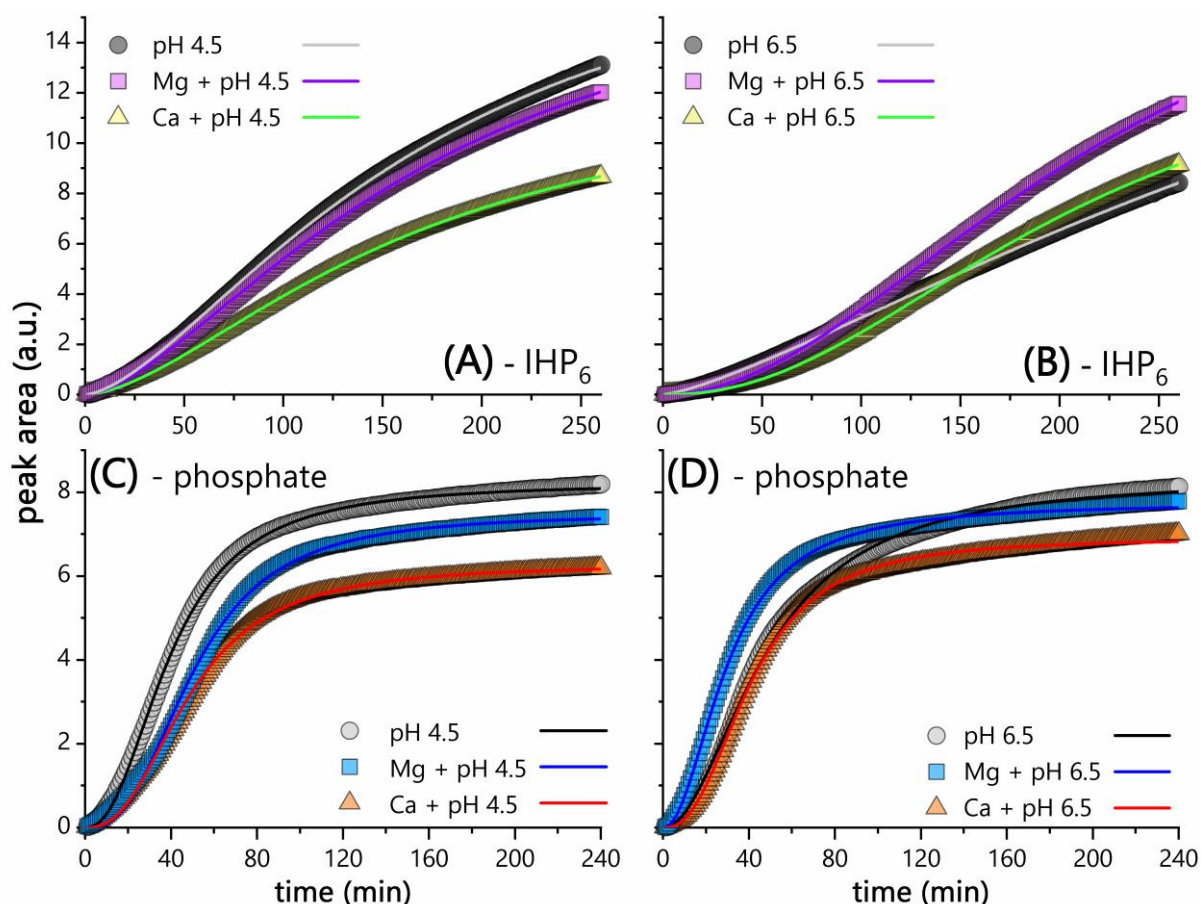 peak area (a.u.)
14
12
10
8
6
4
2
0
pH 4.5
Mg + pH 4.5
Ca + pH 4.5
(A) - IHP₆
0 50 100 150 200 250
pH 6.5
Mg + pH 6.5
Ca + pH 6.5
(B) - IHP₆
0 50 100 150 200 250
8
6
4
2
0
(C) - phosphate
pH 4.5
Mg + pH 4.5
Ca + pH 4.5
0 40 80 120 160 200 240
time (min)
(D) - phosphate
pH 6.5
Mg + pH 6.5
Ca + pH 6.5
0 40 80 120 160 200 240
time (min)